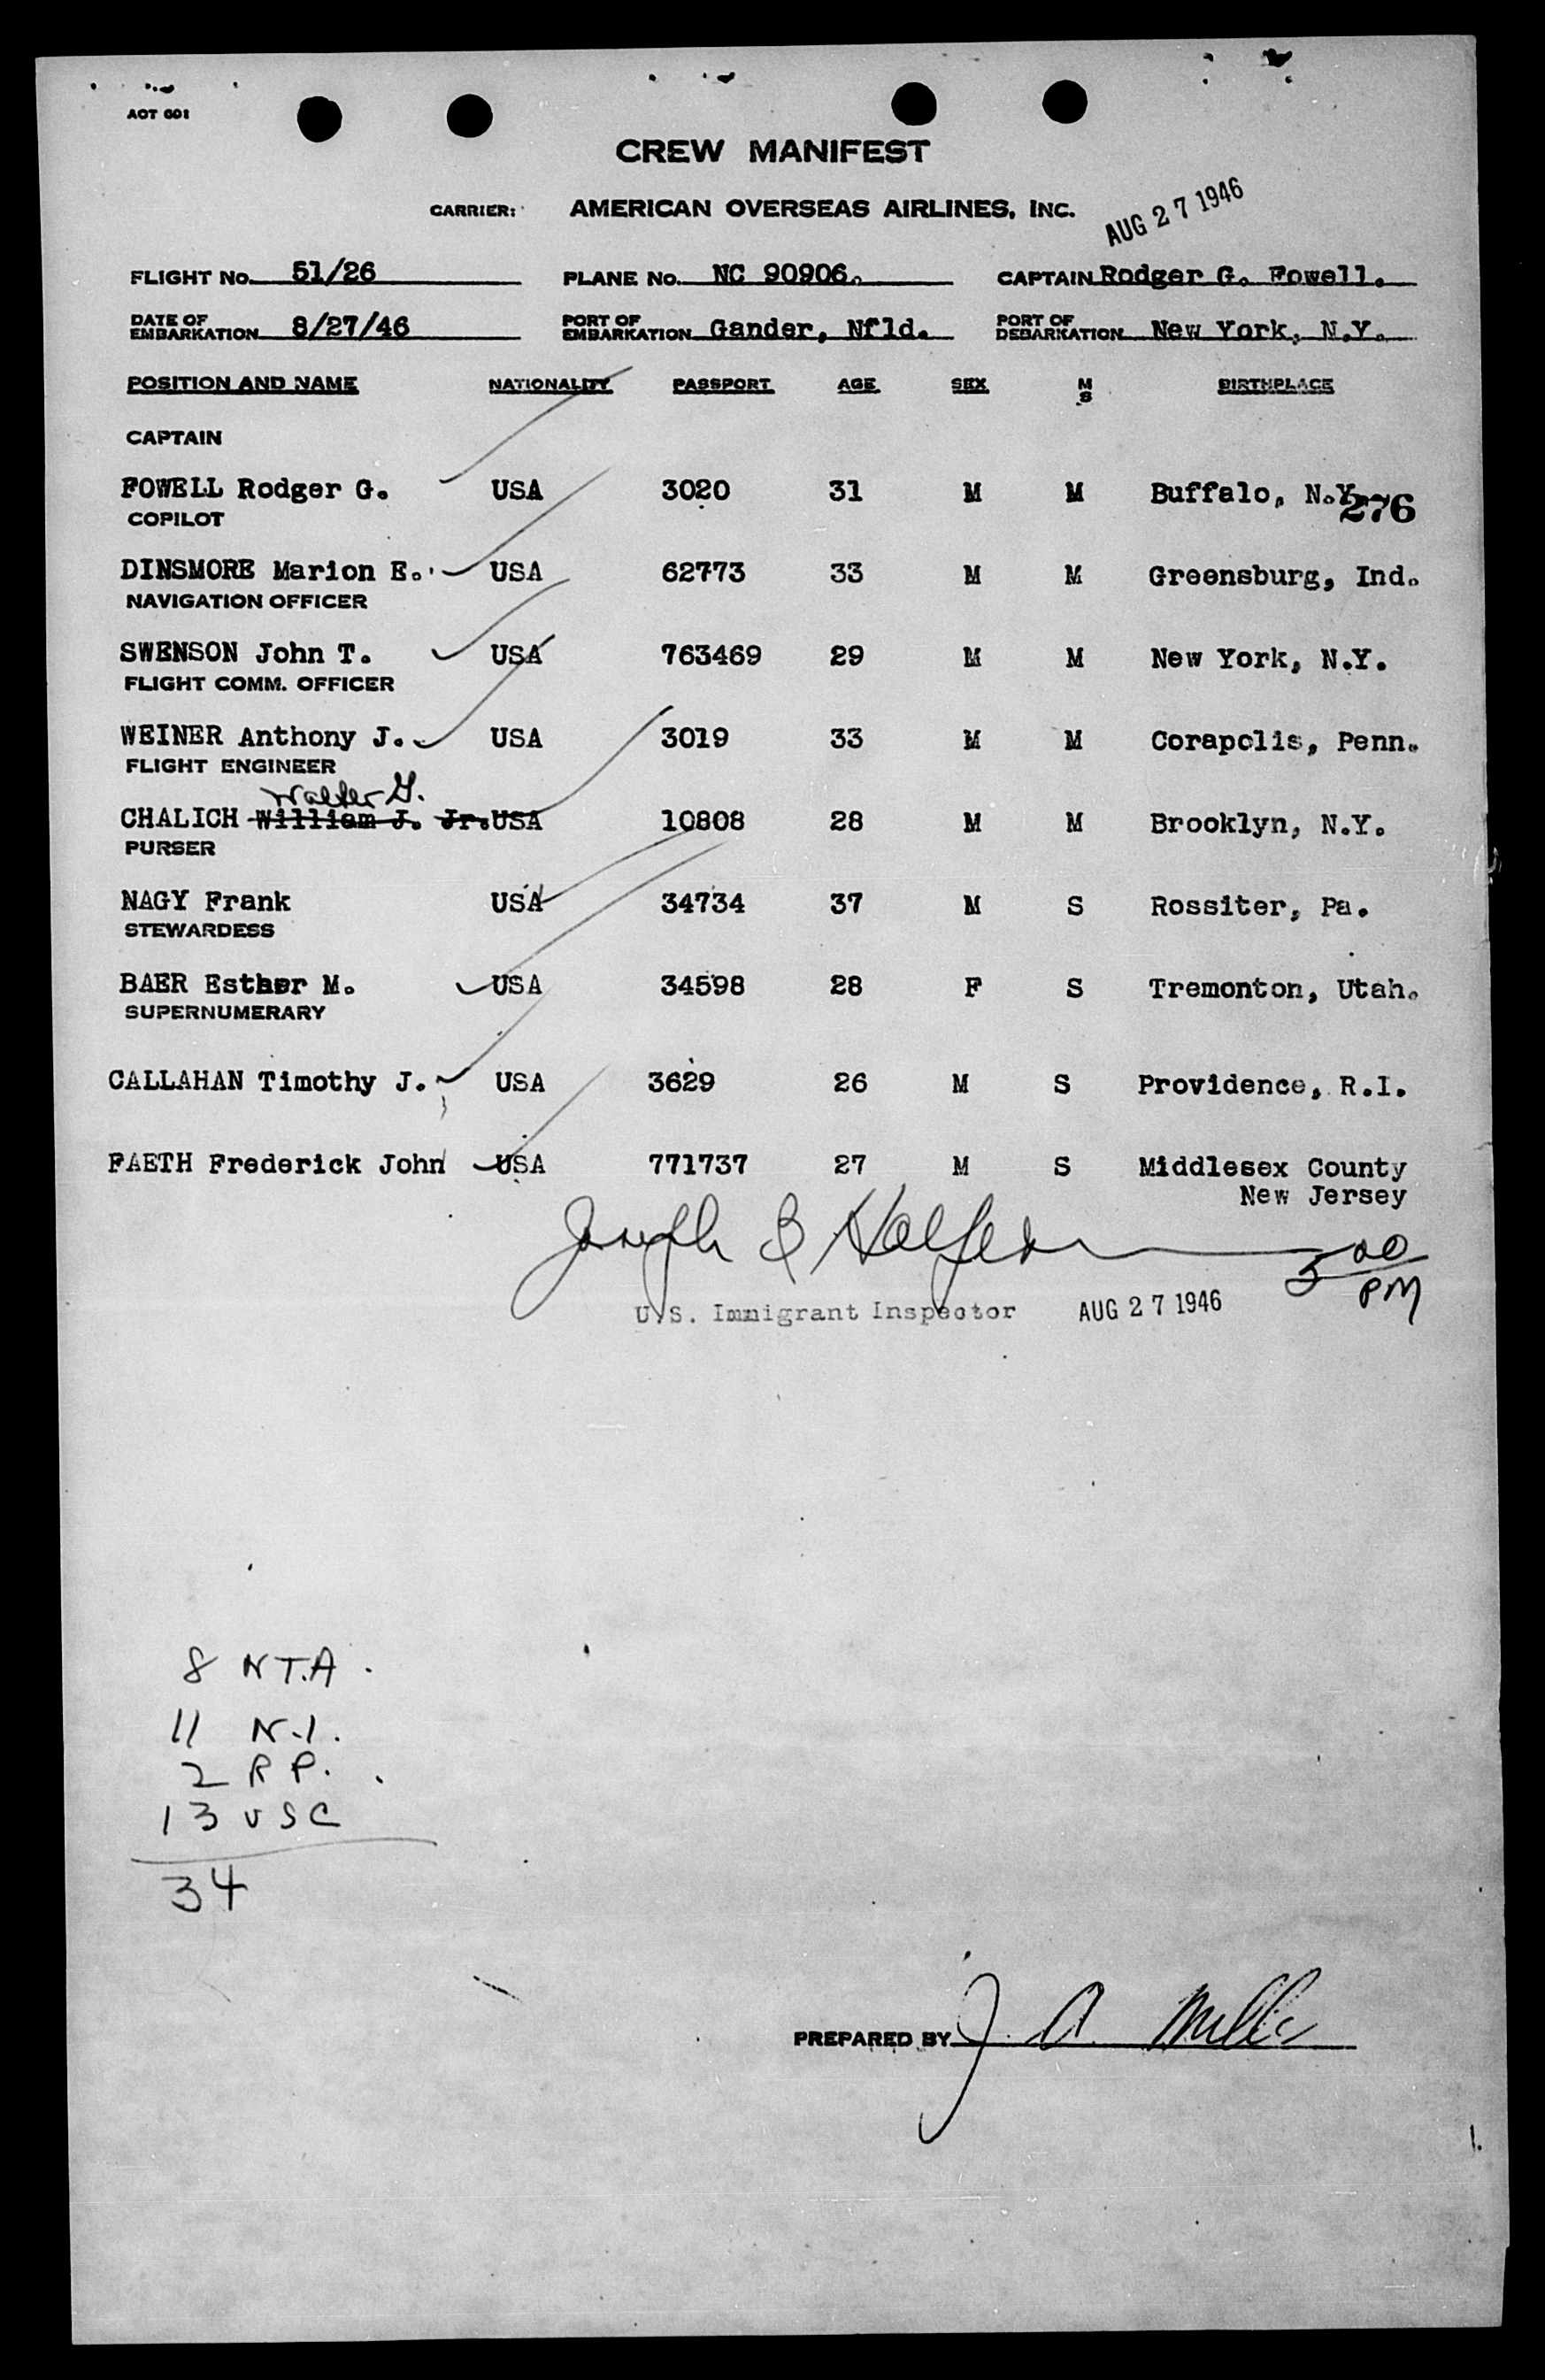 AOT 601
CREW MANIFEST
CARRIER: AMERICAN OVERSEAS AIRLINES, INC.
AUG 27 1946
FLIGHT No. 51/26 PLANE No. NC 90906. CAPTAIN Rodger G. Fowell.
DATE OF EMBARKATION 8/27/46 PORT OF EMBARKATION Gander, Nfld. PORT OF DEBARKATION New York, N.Y.
POSITION AND NAME NATIONALITY PASSPORT AGE SEX M S BIRTHPLACE
CAPTAIN
FOWELL Rodger G. USA 3020 31 M M Buffalo, N.Y.
276
COPILOT
DINSMORE Marion E. USA 62773 33 M M Greensburg, Ind.
NAVIGATION OFFICER
SWENSON John T. USA 763469 29 M M New York, N.Y.
FLIGHT COMM. OFFICER
WEINER Anthony J. USA 3019 33 M M Corapolis, Penn.
FLIGHT ENGINEER
Walter G.
CHALICH William J. Jr. USA 10808 28 M M Brooklyn, N.Y.
PURSER
NAGY Frank USA 34734 37 M S Rossiter, Pa.
STEWARDESS
BAER Esther M. USA 34598 28 F S Tremonton, Utah.
SUPERNUMERARY
CALLAHAN Timothy J. USA 3629 26 M S Providence, R.I.
FAETH Frederick John USA 771737 27 M S Middlesex County
New Jersey
Joseph 5 00 PM
U.S. Immigrant Inspector AUG 27 1946
8 N T.A.
11 N.I.
2 R P.
13 USC
34
PREPARED BY J. A. Miller